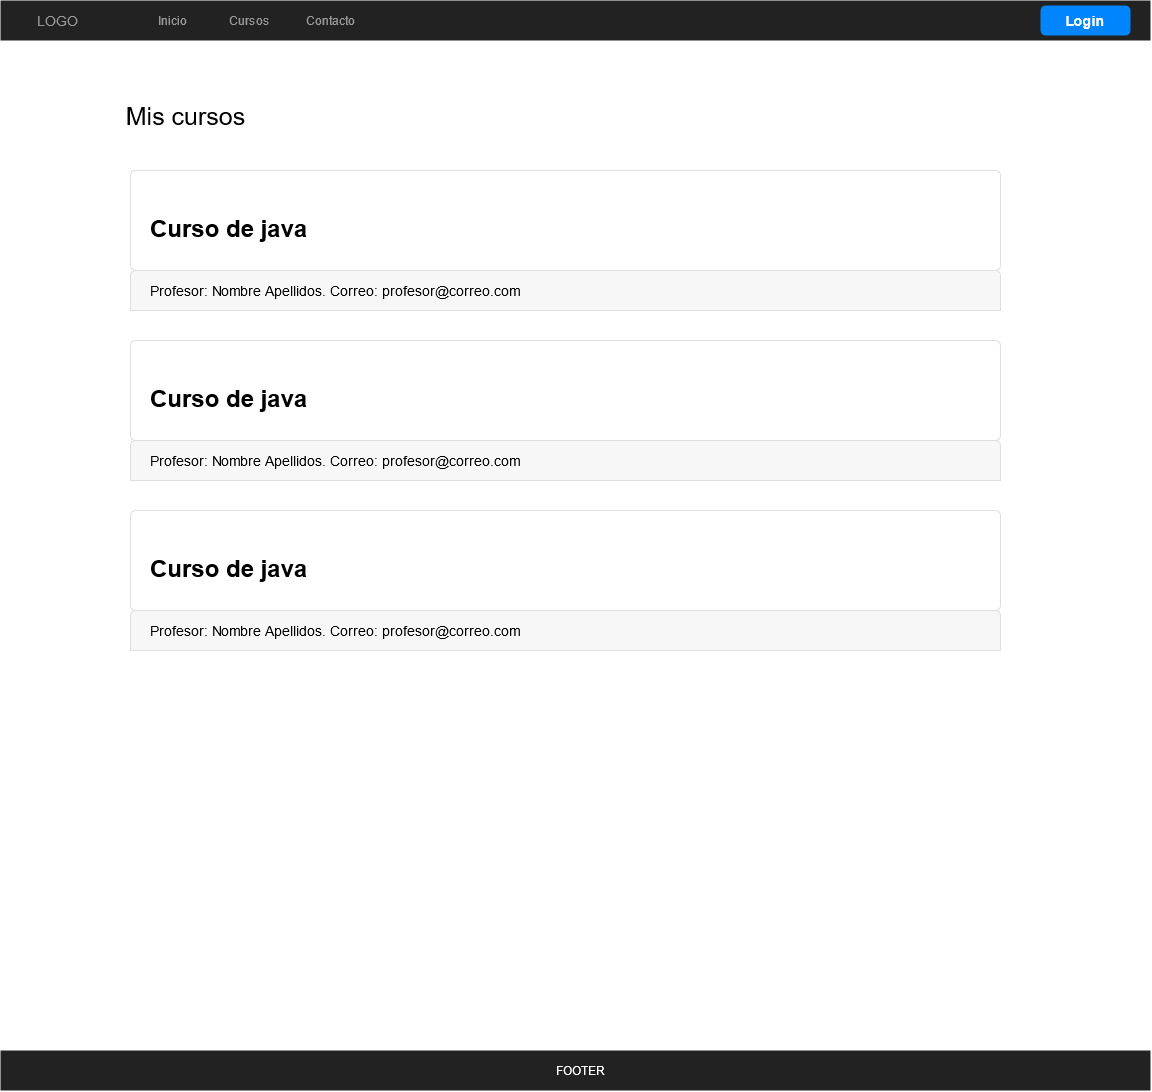 LOGO Inicio Cursos Contacto Login
Mis cursos
Curso de java
Profesor: Nombre Apellidos. Correo: profesor@correo.com
Curso de java
Profesor: Nombre Apellidos. Correo: profesor@correo.com
Curso de java
Profesor: Nombre Apellidos. Correo: profesor@correo.com
FOOTER